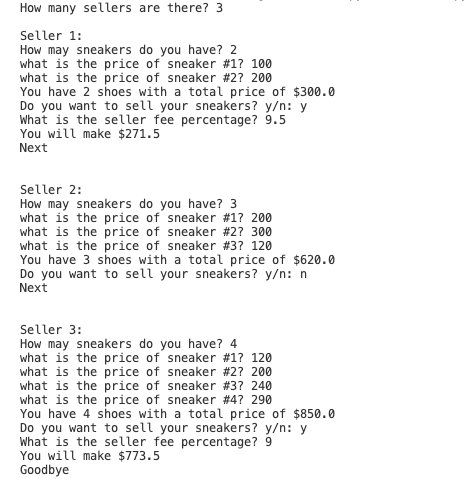 How many sellers are there? 3
Seller 1:
How may sneakers do you have? 2
what is the price of sneaker #1? 100
what is the price of sneaker #2? 200
You have 2 shoes with a total price of $300.0
Do you want to sell your sneakers? y/n: y
What is the seller fee percentage? 9.5
You will make $271.5
Next
Seller 2:
How may sneakers do you have? 3
what is the price of sneaker #1? 200
what is the price of sneaker #2? 300
what is the price of sneaker #3? 120
You have 3 shoes with a total price of $620.0
Do you want to sell your sneakers? y/n: n
Next
Seller 3:
How may sneakers do you have? 4
what is the price of sneaker #1? 120
what is the price of sneaker #2? 200
what is the price of sneaker #3? 240
what is the price of sneaker #4? 290
You have 4 shoes with a total price of $850.0
Do you want to sell your sneakers? y/n: y
What is the seller fee percentage? 9
You will make $773.5
Goodbye